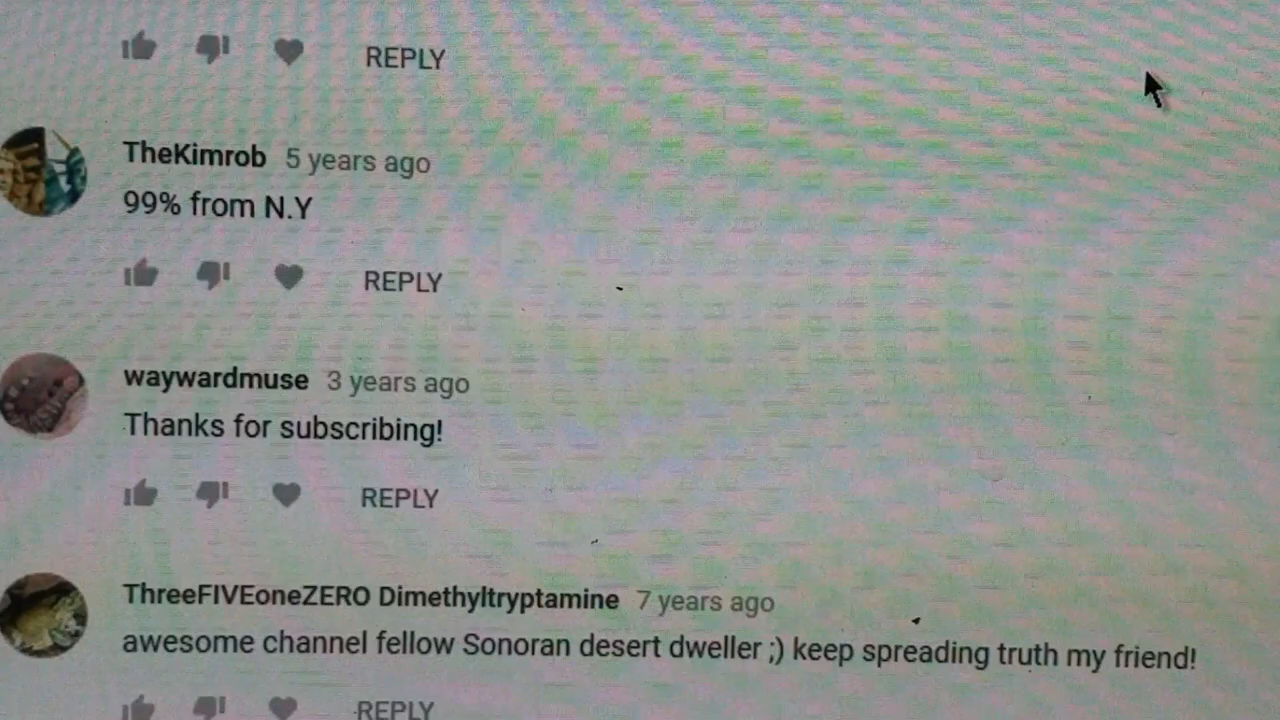 REPLY
TheKimrob 5 years ago
99% from N.Y
REPLY
waywardmuse 3 years ago
Thanks for subscribing!
REPLY
ThreeFIVEoneZERO Dimethyltryptamine 7 years ago
awesome channel fellow Sonoran desert dweller ;) keep spreading truth my friend!
REPLY